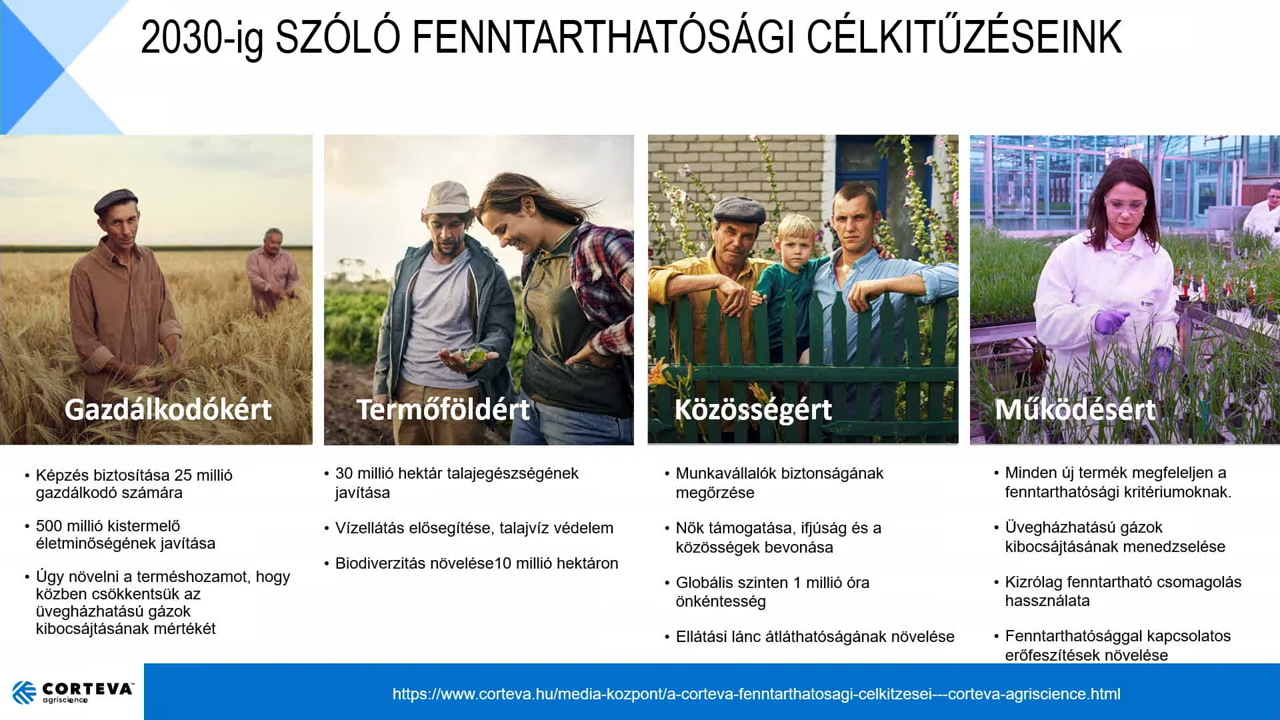 2030-ig SZÓLÓ FENNTARTHATÓSÁGI CÉLKITŰZÉSEINK
Gazdálkodókért
• Képzés biztosítása 25 millió
gazdálkodó számára
• 500 millió kistermelő
életminőségének javítása
• Úgy növelni a terméshozamot, hogy
közben csökkentsük az
üvegházhatású gázok
kibocsájtásának mértékét
Termőföldért
• 30 millió hektár talajegészségének
javítása
• Vízellátás elősegítése, talajvíz védelem
• Biodiverzitás növelése10 millió hektáron
Közösségért
• Munkavállalók biztonságának
megőrzése
• Nők támogatása, ifjúság és a
közösségek bevonása
• Globális szinten 1 millió óra
önkéntesség
• Ellátási lánc átláthatóságának növelése
Működésért
• Minden új termék megfeleljen a
fenntarthatósági kritériumoknak.
• Üvegházhatású gázok
kibocsájtásának menedzselése
• Kizrólag fenntartható csomagolás
hassználata
• Fenntarthatósággal kapcsolatos
erőfeszítések növelése
CORTEVA™
agriscience
https://www.corteva.hu/media-kozpont/a-corteva-fenntarthatosagi-celkitzesei---corteva-agriscience.html